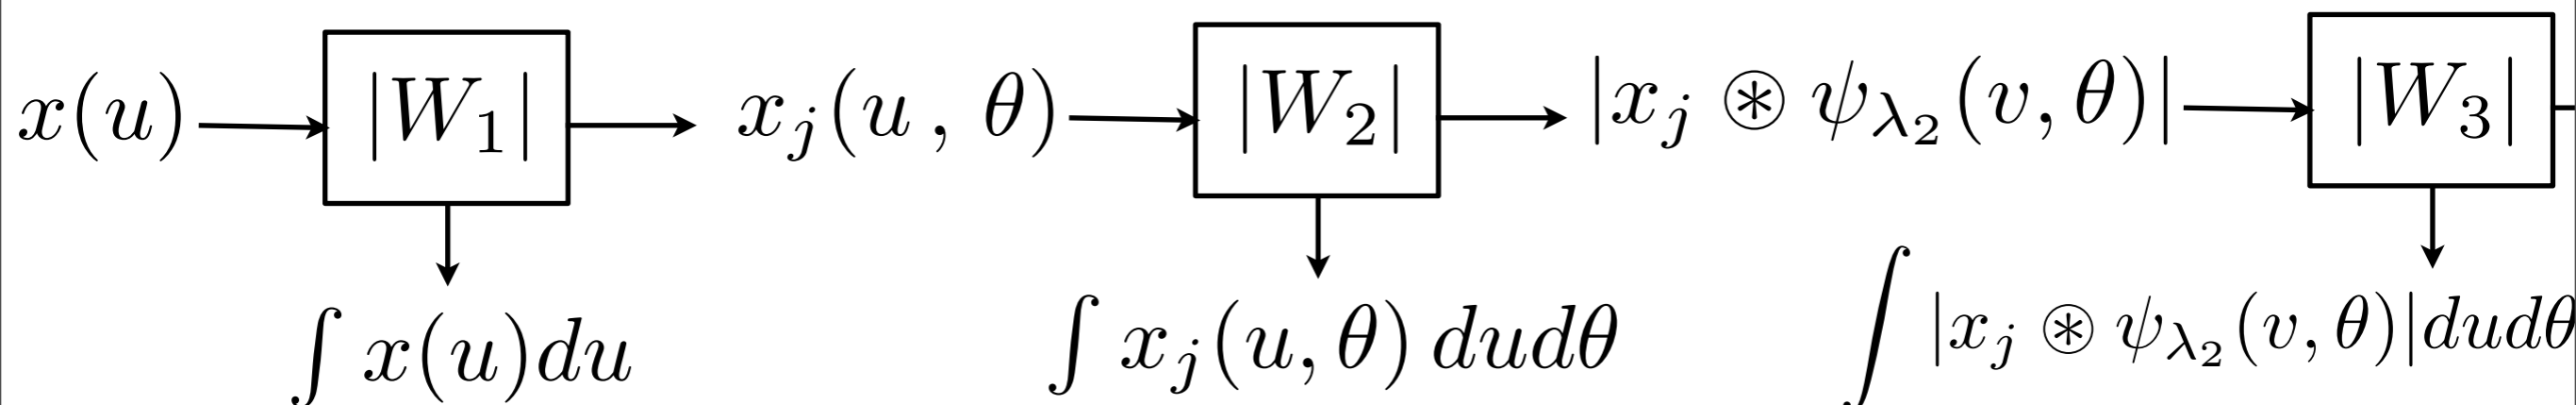 x(u) |W_1| x_j(u , θ) |W_2| |x_j ⊛ ψ_{λ_2}(v, θ)| |W_3|
∫ x(u)du ∫ x_j(u, θ) dudθ ∫ |x_j ⊛ ψ_{λ_2}(v, θ)|dudθ